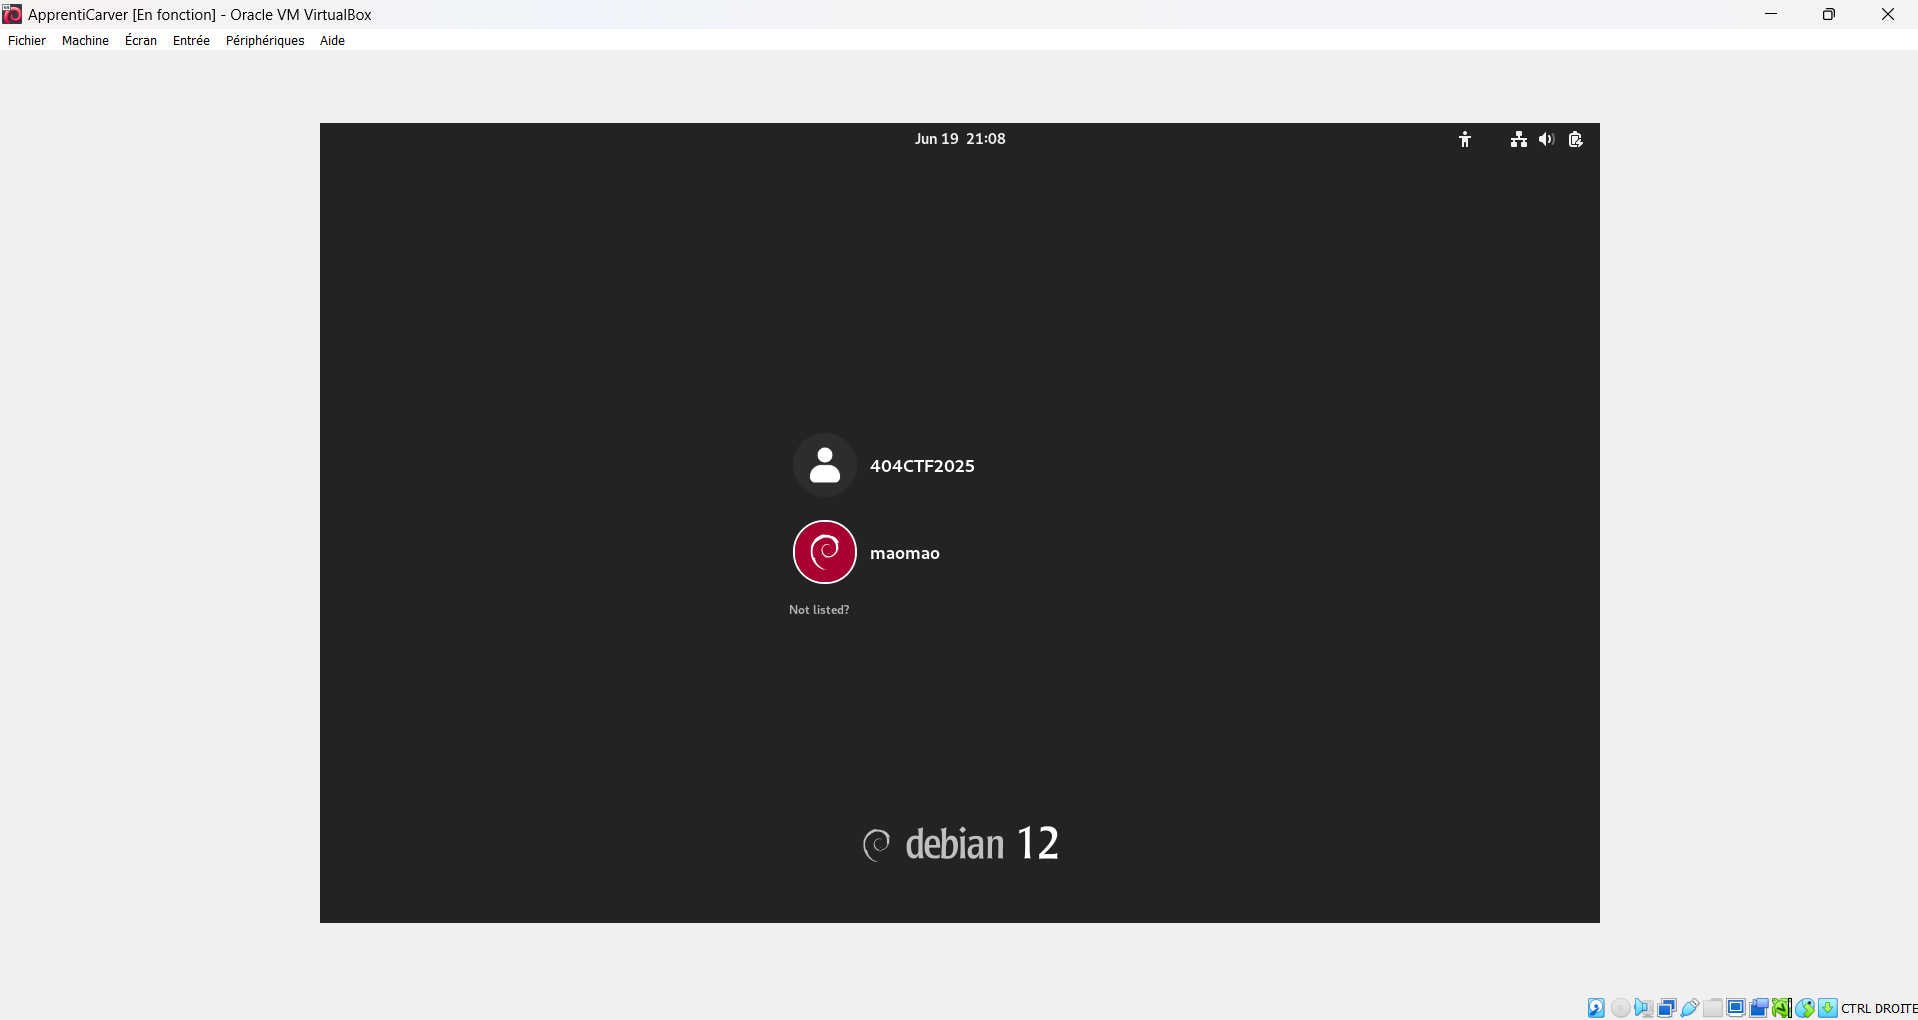 ApprentiCarver [En fonction] - Oracle VM VirtualBox
Fichier Machine Écran Entrée Périphériques Aide
Jun 19 21:08
404CTF2025
maomao
Not listed?
debian 12
CTRL DROITE